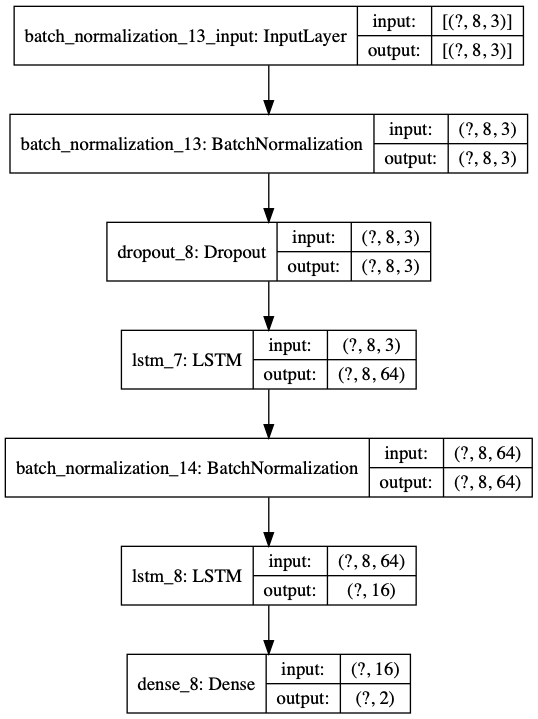 batch_normalization_13_input: InputLayer
input: [(?, 8, 3)]
output: [(?, 8, 3)]
batch_normalization_13: BatchNormalization
input: (?, 8, 3)
output: (?, 8, 3)
dropout_8: Dropout
input: (?, 8, 3)
output: (?, 8, 3)
lstm_7: LSTM
input: (?, 8, 3)
output: (?, 8, 64)
batch_normalization_14: BatchNormalization
input: (?, 8, 64)
output: (?, 8, 64)
lstm_8: LSTM
input: (?, 8, 64)
output: (?, 16)
dense_8: Dense
input: (?, 16)
output: (?, 2)